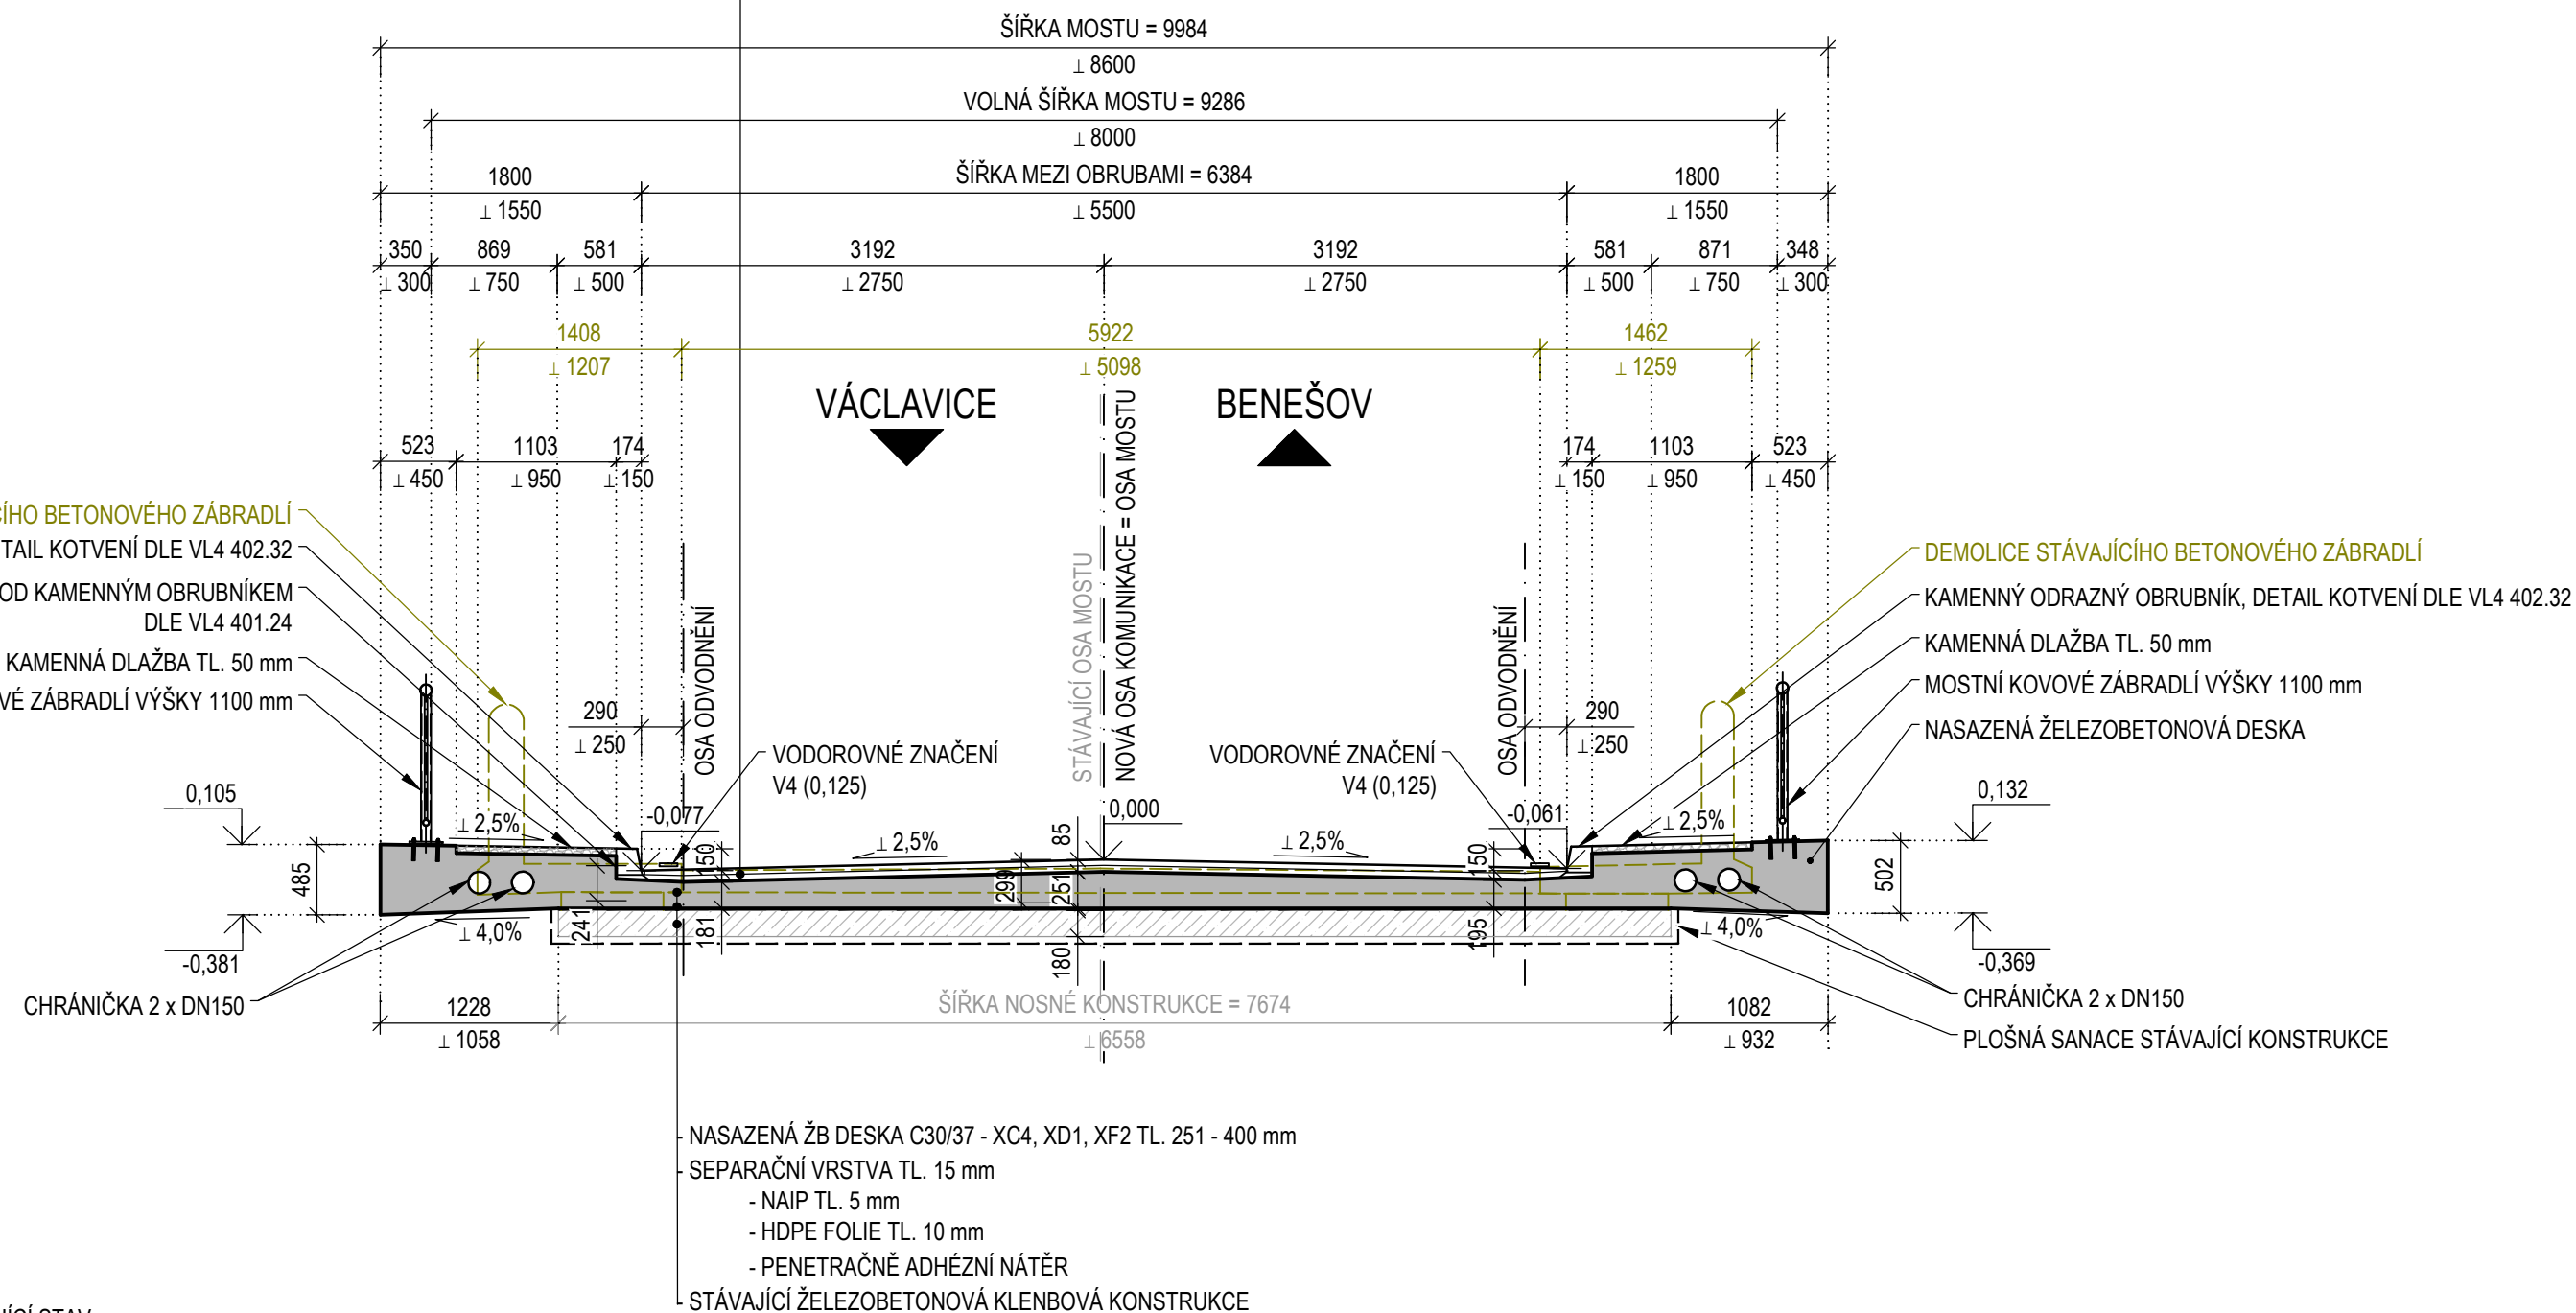 ŠÍŘKA MOSTU = 9984
⊥ 8600
VOLNÁ ŠÍŘKA MOSTU = 9286
⊥ 8000
1800 ŠÍŘKA MEZI OBRUBAMI = 6384 1800
⊥ 1550 ⊥ 5500 ⊥ 1550
350 869 581 3192 3192 581 871 348
⊥ 300 ⊥ 750 ⊥ 500 ⊥ 2750 ⊥ 2750 ⊥ 500 ⊥ 750 ⊥ 300
1408 5922 1462
⊥ 1207 ⊥ 5098 ⊥ 1259
VÁCLAVICE BENEŠOV
523 1103 174 174 1103 523
⊥ 450 ⊥ 950 ⊥ 150 ⊥ 150 ⊥ 950 ⊥ 450
CÍHO BETONOVÉHO ZÁBRADLÍ
TAIL KOTVENÍ DLE VL4 402.32
OD KAMENNÝM OBRUBNÍKEM
DLE VL4 401.24
KAMENNÁ DLAŽBA TL. 50 mm
VÉ ZÁBRADLÍ VÝŠKY 1100 mm
DEMOLICE STÁVAJÍCÍHO BETONOVÉHO ZÁBRADLÍ
KAMENNÝ ODRAZNÝ OBRUBNÍK, DETAIL KOTVENÍ DLE VL4 402.32
KAMENNÁ DLAŽBA TL. 50 mm
MOSTNÍ KOVOVÉ ZÁBRADLÍ VÝŠKY 1100 mm
NASAZENÁ ŽELEZOBETONOVÁ DESKA
OSA ODVODNĚNÍ
STÁVAJÍCÍ OSA MOSTU
NOVÁ OSA KOMUNIKACE = OSA MOSTU
OSA ODVODNĚNÍ
290 290
⊥ 250 ⊥ 250
VODOROVNÉ ZNAČENÍ
V4 (0,125)
VODOROVNÉ ZNAČENÍ
V4 (0,125)
0,105 -0,077 0,000 -0,061 0,132
⊥ 2,5% ⊥ 2,5% ⊥ 2,5% ⊥ 2,5%
485 150 85 150 502
299 251
241 181 180 195
-0,381 ⊥ 4,0% ⊥ 4,0% -0,369
CHRÁNIČKA 2 x DN150
CHRÁNIČKA 2 x DN150
PLOŠNÁ SANACE STÁVAJÍCÍ KONSTRUKCE
1228 ŠÍŘKA NOSNÉ KONSTRUKCE = 7674 1082
⊥ 1058 ⊥ 6558 ⊥ 932
- NASAZENÁ ŽB DESKA C30/37 - XC4, XD1, XF2 TL. 251 - 400 mm
- SEPARAČNÍ VRSTVA TL. 15 mm
- NAIP TL. 5 mm
- HDPE FOLIE TL. 10 mm
- PENETRAČNĚ ADHÉZNÍ NÁTĚR
- STÁVAJÍCÍ ŽELEZOBETONOVÁ KLENBOVÁ KONSTRUKCE